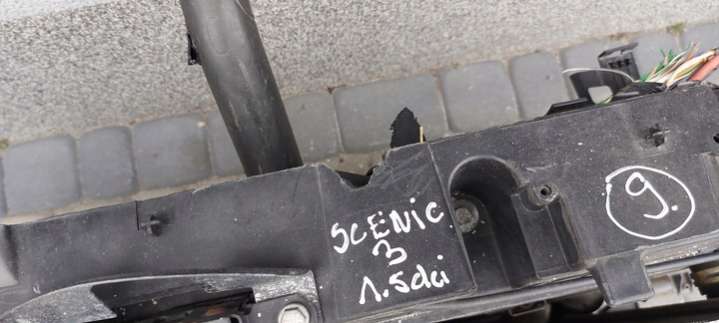 SCENIC
3
1.5dci
9.